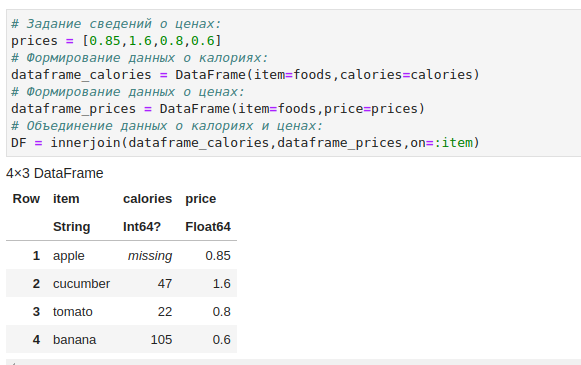 # Задание сведений о ценах:
prices = [0.85,1.6,0.8,0.6]
# Формирование данных о калориях:
dataframe_calories = DataFrame(item=foods,calories=calories)
# Формирование данных о ценах:
dataframe_prices = DataFrame(item=foods,price=prices)
# Объединение данных о калориях и ценах:
DF = innerjoin(dataframe_calories,dataframe_prices,on=:item)
4×3 DataFrame
Row item calories price
String Int64? Float64
1 apple missing 0.85
2 cucumber 47 1.6
3 tomato 22 0.8
4 banana 105 0.6